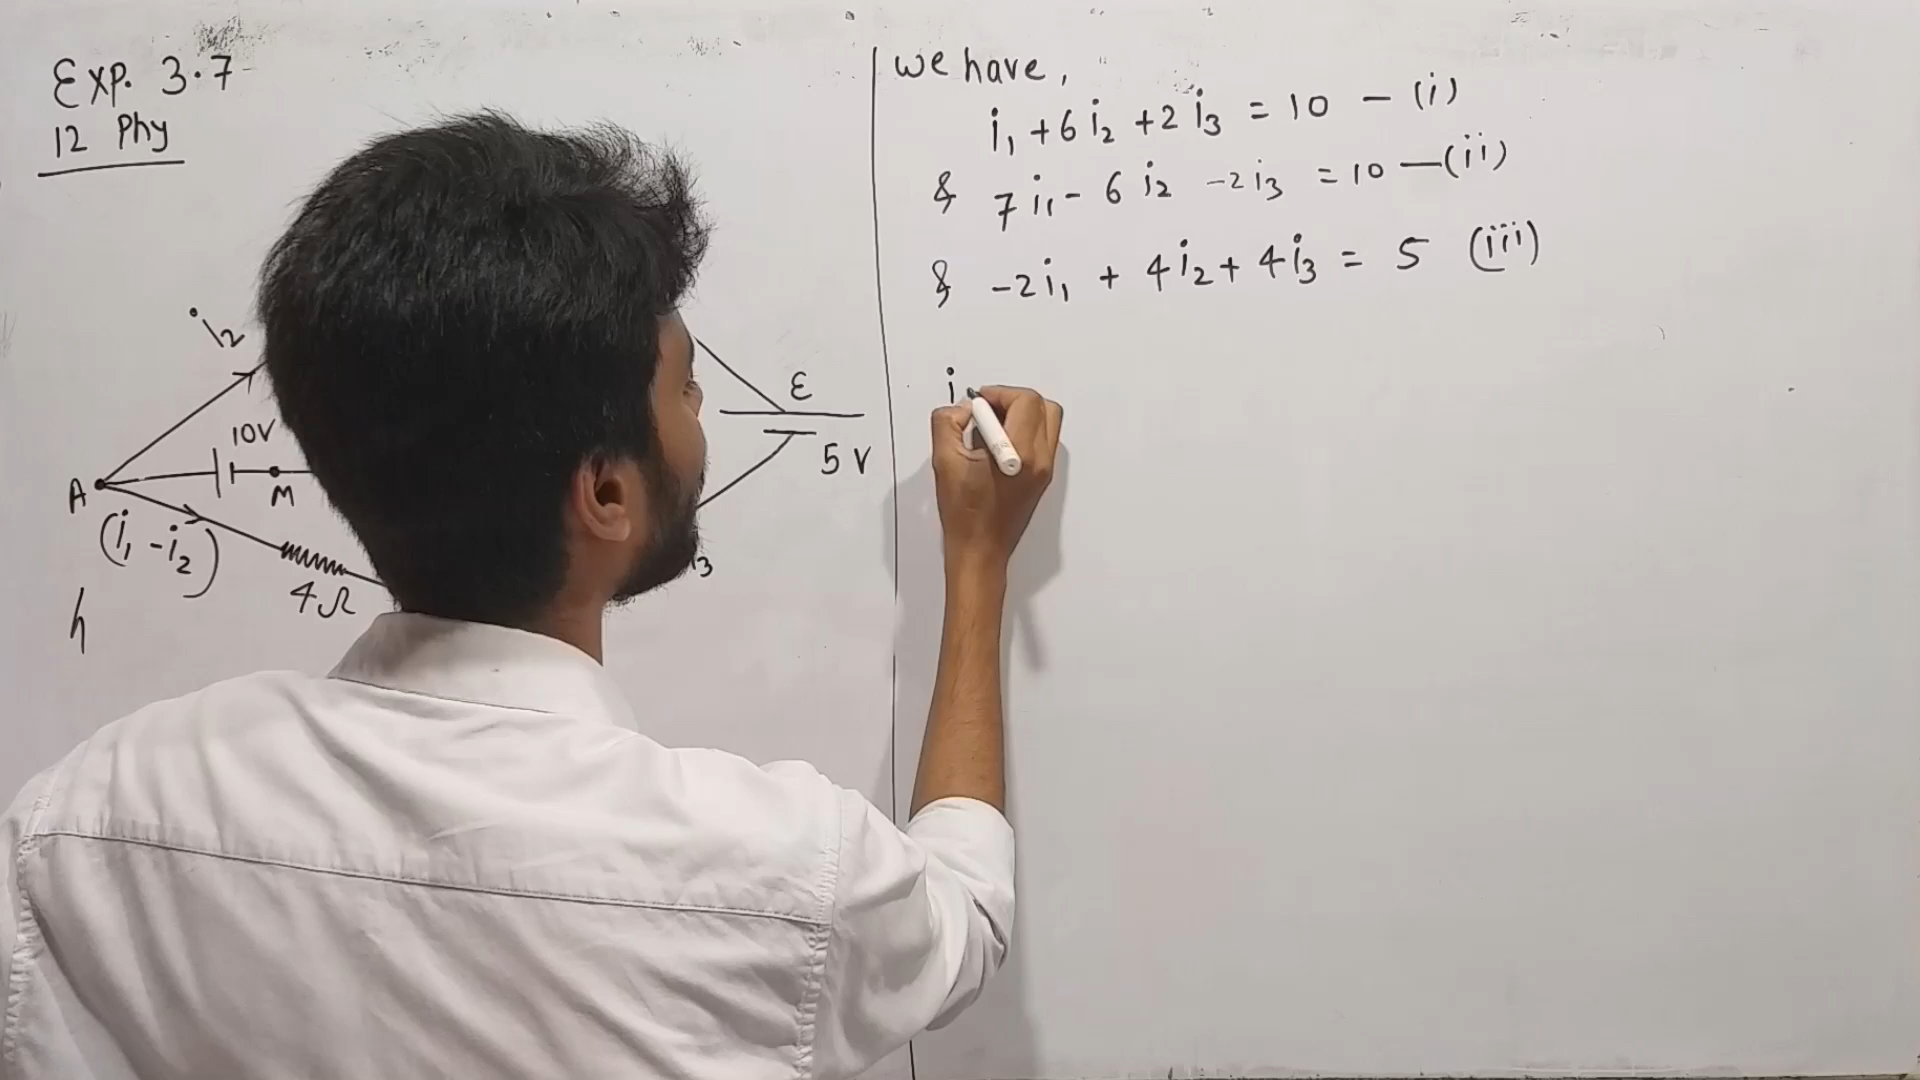 Exp. 3.7
12 Phy
i₂
10V
A
M
(i₁ - i₂)
4Ω
E
5 V
3
we have,
i₁ + 6 i₂ + 2 i₃ = 10 - (i)
& 7 i₁ - 6 i₂ - 2 i₃ = 10 — (ii)
& -2 i₁ + 4 i₂ + 4 i₃ = 5 (iii)
i